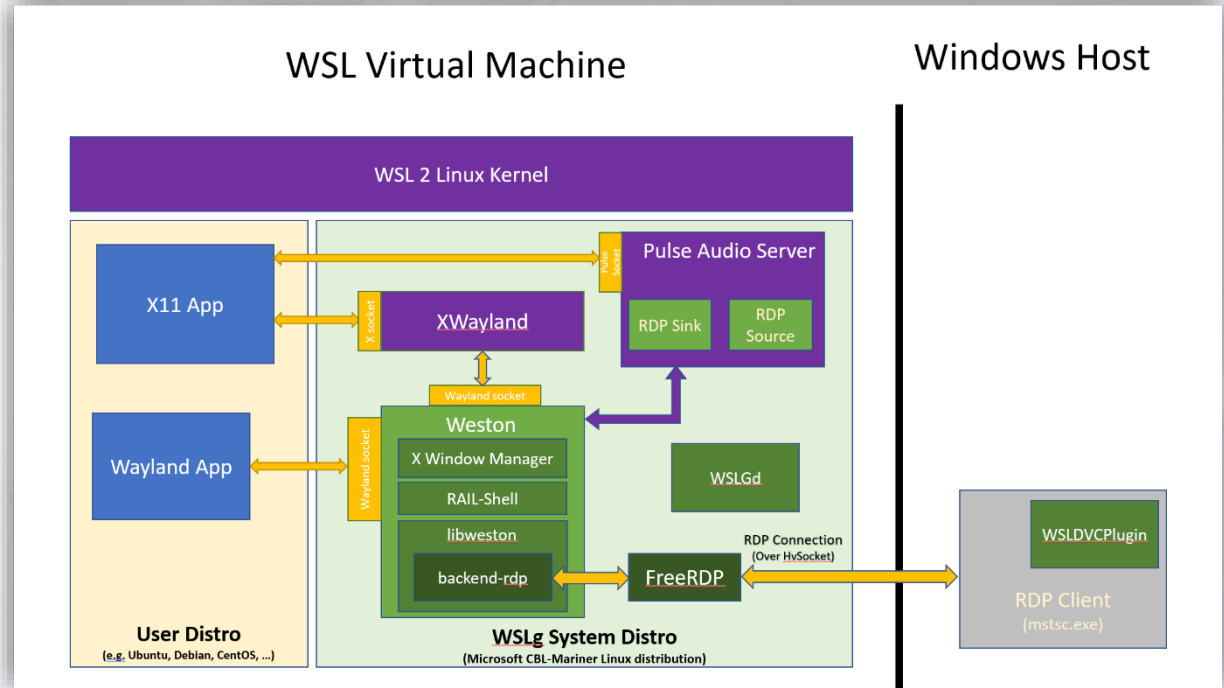 WSL Virtual Machine
Windows Host
WSL 2 Linux Kernel
X11 App
Pulse Socket
Pulse Audio Server
RDP Sink
RDP
Source
X socket
XWayland
Wayland socket
Wayland App
Wayland socket
Weston
X Window Manager
RAIL-Shell
libweston
backend-rdp
WSLGd
RDP Connection
(Over HvSocket)
FreeRDP
WSLDVCPlugin
RDP Client
(mstsc.exe)
User Distro
(e.g. Ubuntu, Debian, CentOS, ...)
WSLg System Distro
(Microsoft CBL-Mariner Linux distribution)